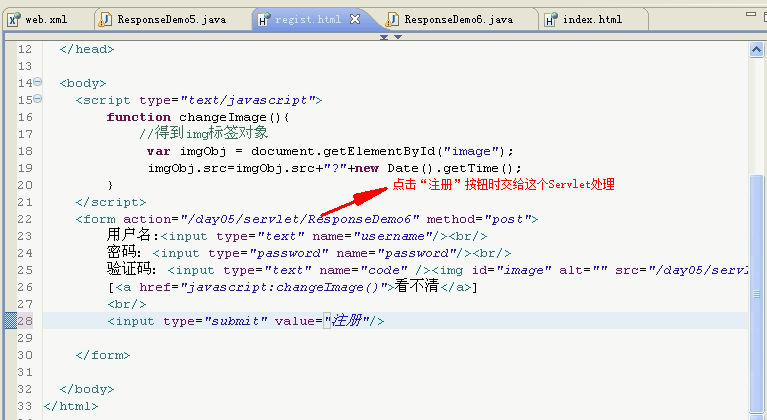 web.xml ResponseDemo5.java regist.html ResponseDemo6.java index.html
12 </head>
13
14 <body>
15 <script type="text/javascript">
16 function changeImage(){
17 //得到img标签对象
18 var imgObj = document.getElementById("image");
19 imgObj.src=imgObj.src+"?"+new Date().getTime();
20 }
点击“注册”按钮时交给这个Servlet处理
21 </script>
22 <form action="/day05/servlet/ResponseDemo6" method="post">
23 用户名:<input type="text" name="username"/><br/>
24 密码: <input type="password" name="password"/><br/>
25 验证码: <input type="text" name="code" /><img id="image" alt="" src="/day05/serv
26 [<a href="javascript:changeImage()">看不清</a>]
27 <br/>
28 <input type="submit" value="注册"/>
29
30 </form>
31
32 </body>
33 </html>